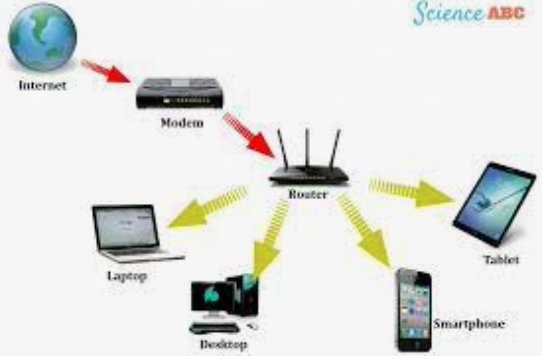 Science ABC
Internet
Modem
Router
Laptop
Tablet
Desktop
Smartphone